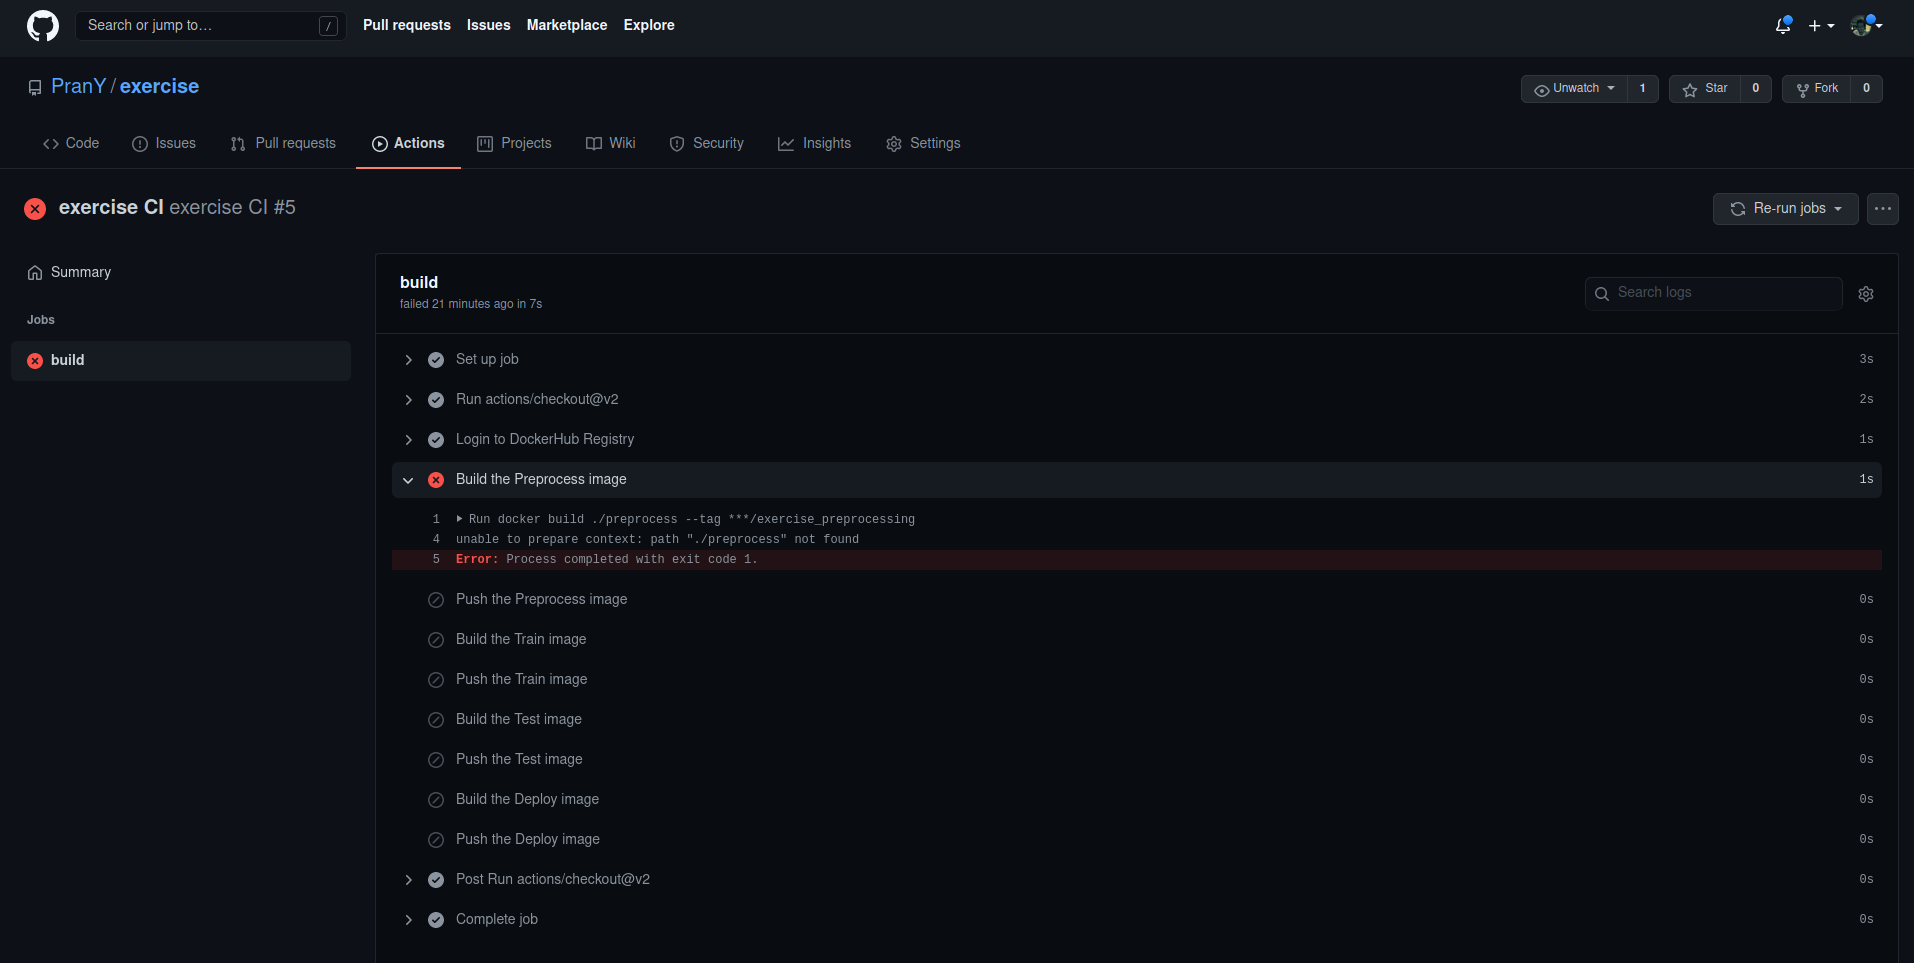 Search or jump to… / Pull requests Issues Marketplace Explore
PranY / exercise
Unwatch 1 Star 0 Fork 0
Code Issues Pull requests Actions Projects Wiki Security Insights Settings
exercise CI exercise CI #5
Re-run jobs
Summary
Jobs
build
build
failed 21 minutes ago in 7s
Search logs
Set up job 3s
Run actions/checkout@v2 2s
Login to DockerHub Registry 1s
Build the Preprocess image 1s
1 Run docker build ./preprocess --tag ***/exercise_preprocessing
4 unable to prepare context: path "./preprocess" not found
5 Error: Process completed with exit code 1.
Push the Preprocess image 0s
Build the Train image 0s
Push the Train image 0s
Build the Test image 0s
Push the Test image 0s
Build the Deploy image 0s
Push the Deploy image 0s
Post Run actions/checkout@v2 0s
Complete job 0s